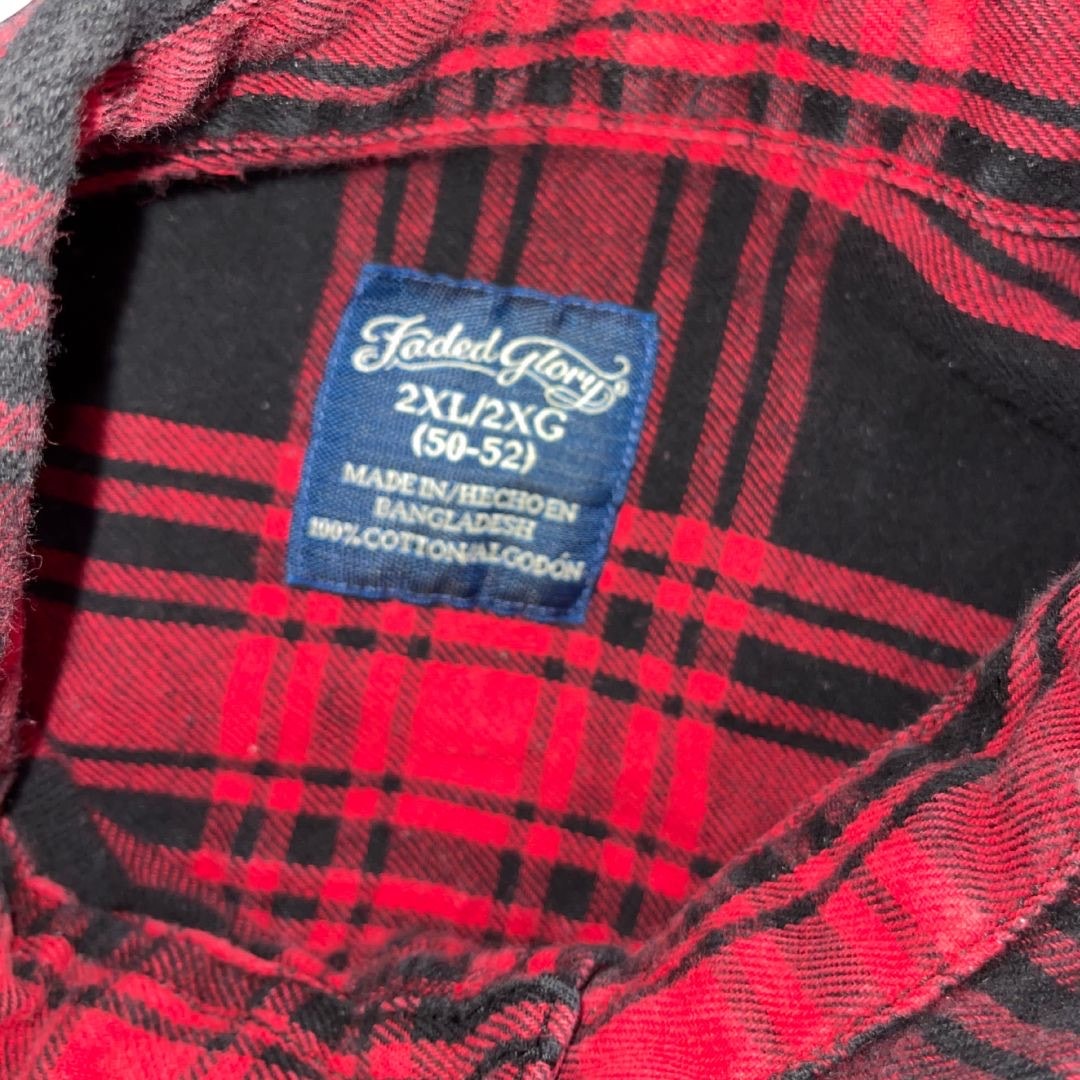 Faded Glory®
2XL/2XG
(50-52)
MADE IN/HECHO EN
BANGLADESH
100% COTTON/ALGODÓN